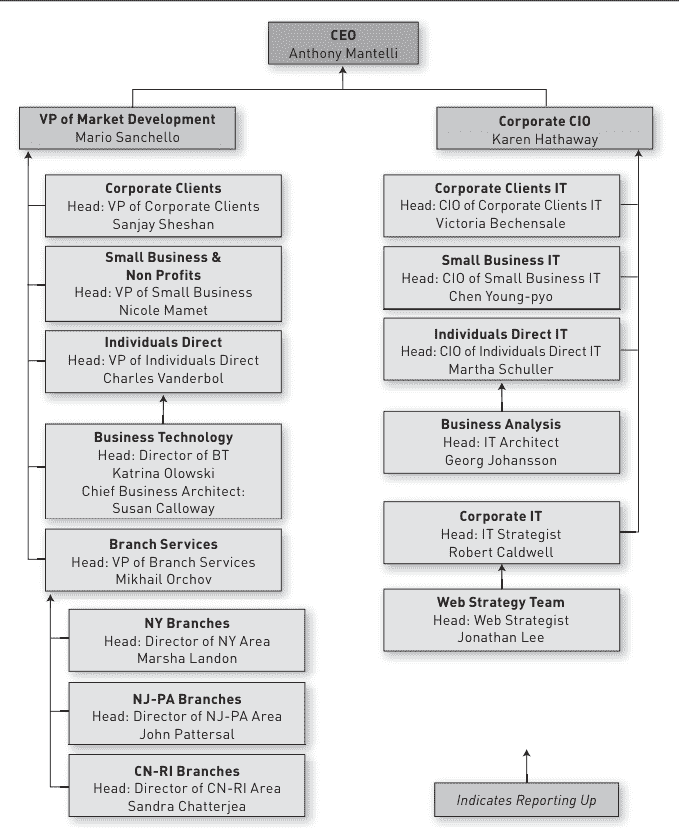 CEO
Anthony Mantelli
VP of Market Development
Mario Sanchello
Corporate CIO
Karen Hathaway
Corporate Clients
Head: VP of Corporate Clients
Sanjay Sheshan
Small Business &
Non Profits
Head: VP of Small Business
Nicole Mamet
Individuals Direct
Head: VP of Individuals Direct
Charles Vanderbol
Business Technology
Head: Director of BT
Katrina Olowski
Chief Business Architect:
Susan Calloway
Branch Services
Head: VP of Branch Services
Mikhail Orchov
NY Branches
Head: Director of NY Area
Marsha Landon
NJ-PA Branches
Head: Director of NJ-PA Area
John Pattersal
CN-RI Branches
Head: Director of CN-RI Area
Sandra Chatterjea
Corporate Clients IT
Head: CIO of Corporate Clients IT
Victoria Bechensale
Small Business IT
Head: CIO of Small Business IT
Chen Young-pyo
Individuals Direct IT
Head: CIO of Individuals Direct IT
Martha Schuller
Business Analysis
Head: IT Architect
Georg Johansson
Corporate IT
Head: IT Strategist
Robert Caldwell
Web Strategy Team
Head: Web Strategist
Jonathan Lee
Indicates Reporting Up